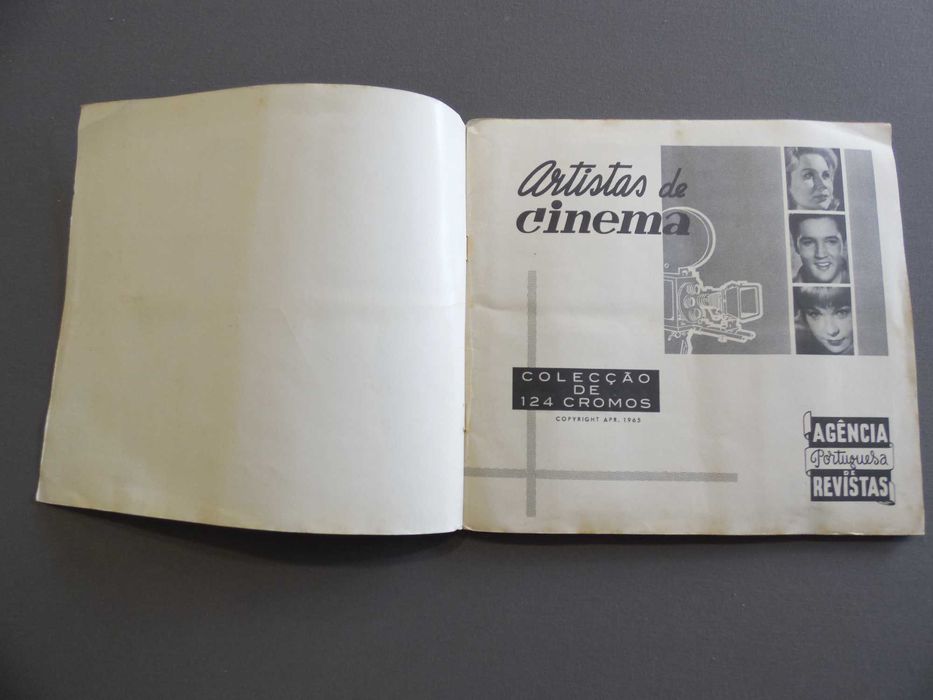 Artistas de
cinema
COLECÇÃO
DE
124 CROMOS
COPYRIGHT APR, 1965
AGÊNCIA
Portuguesa
DE
REVISTAS